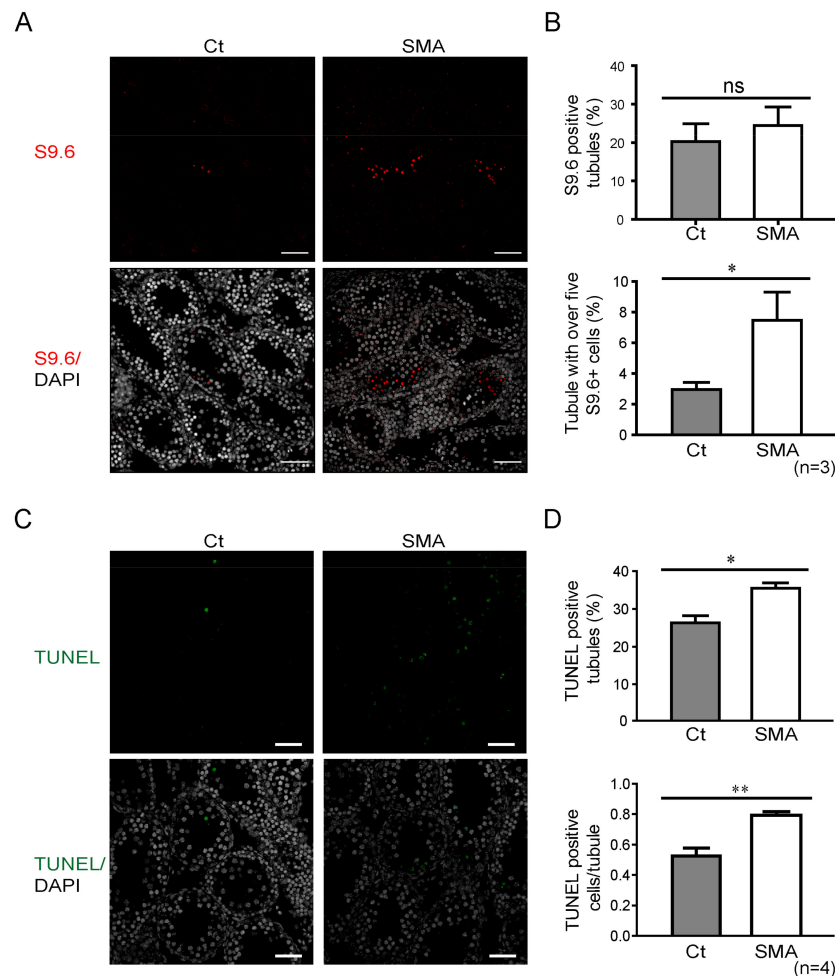 A
Ct
SMA
S9.6
S9.6/
DAPI
B
S9.6 positive
tubules (%)
40
30
20
10
0
ns
Ct
SMA
Tubule with over five
S9.6+ cells (%)
10
8
6
4
2
0
*
Ct
SMA
(n=3)
C
Ct
SMA
TUNEL
TUNEL/
DAPI
D
TUNEL positive
tubules (%)
40
30
20
10
0
*
Ct
SMA
TUNEL positive
cells/tubule
1.0
0.8
0.6
0.4
0.2
0.0
**
Ct
SMA
(n=4)